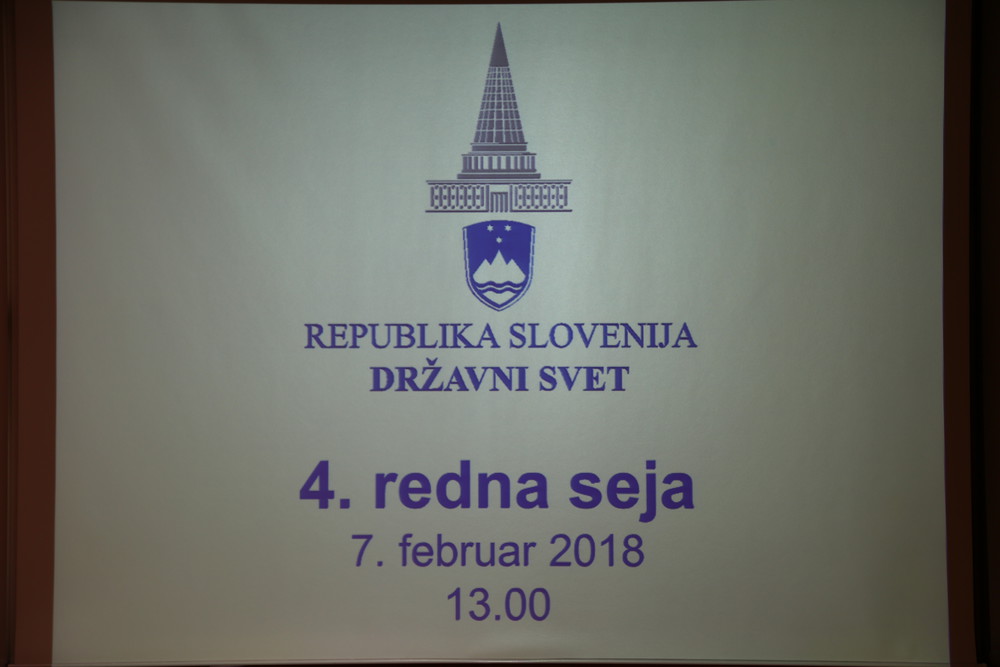 REPUBLIKA SLOVENIJA
DRŽAVNI SVET
4. redna seja
7. februar 2018
13.00